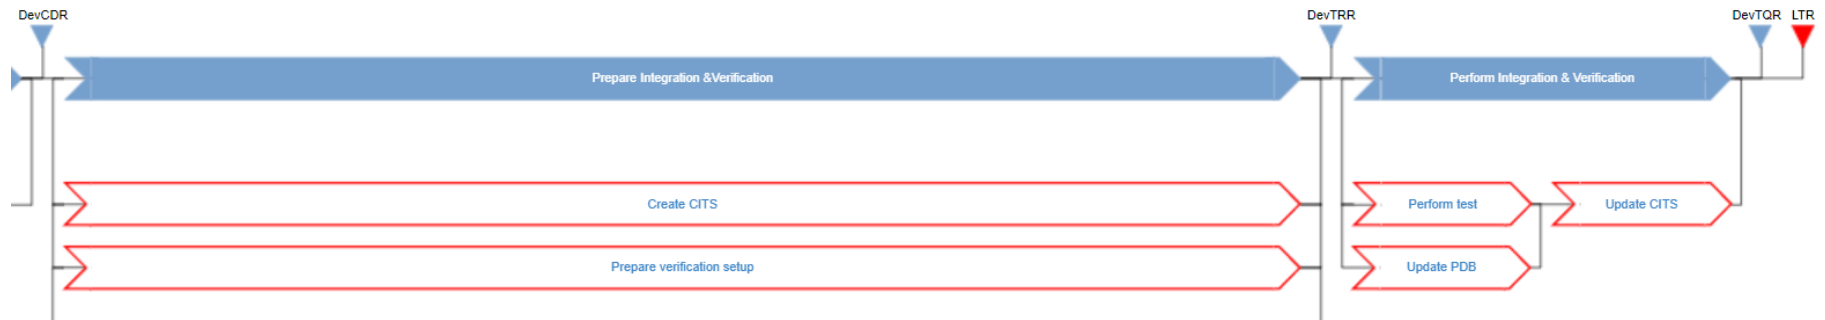 DevCDR
DevTRR
DevTQR
LTR
Prepare Integration &Verification
Perform Integration & Verification
Create CITS
Perform test
Update CITS
Prepare verification setup
Update PDB